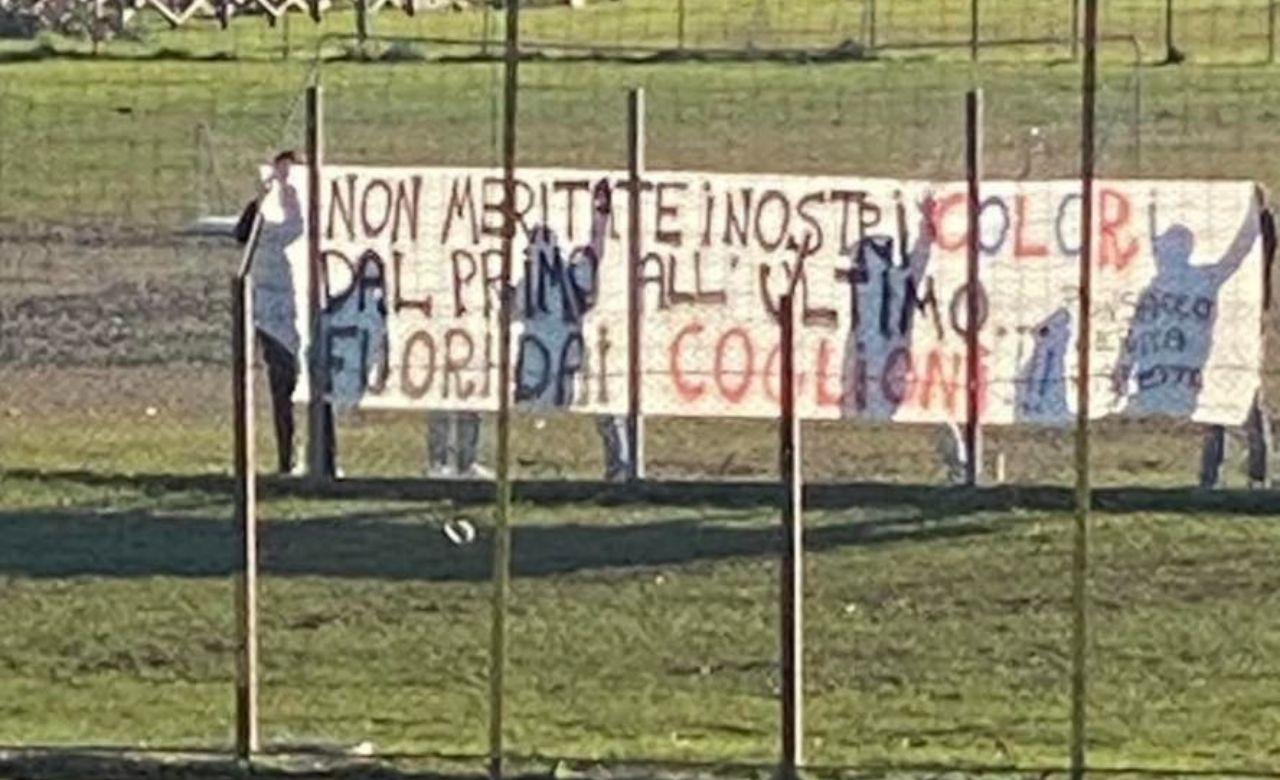 NON MERITATE i NOSTRi COLORi
DAL PRiMO ALL' ULTiMO...
FUORi DAi COGLiONi